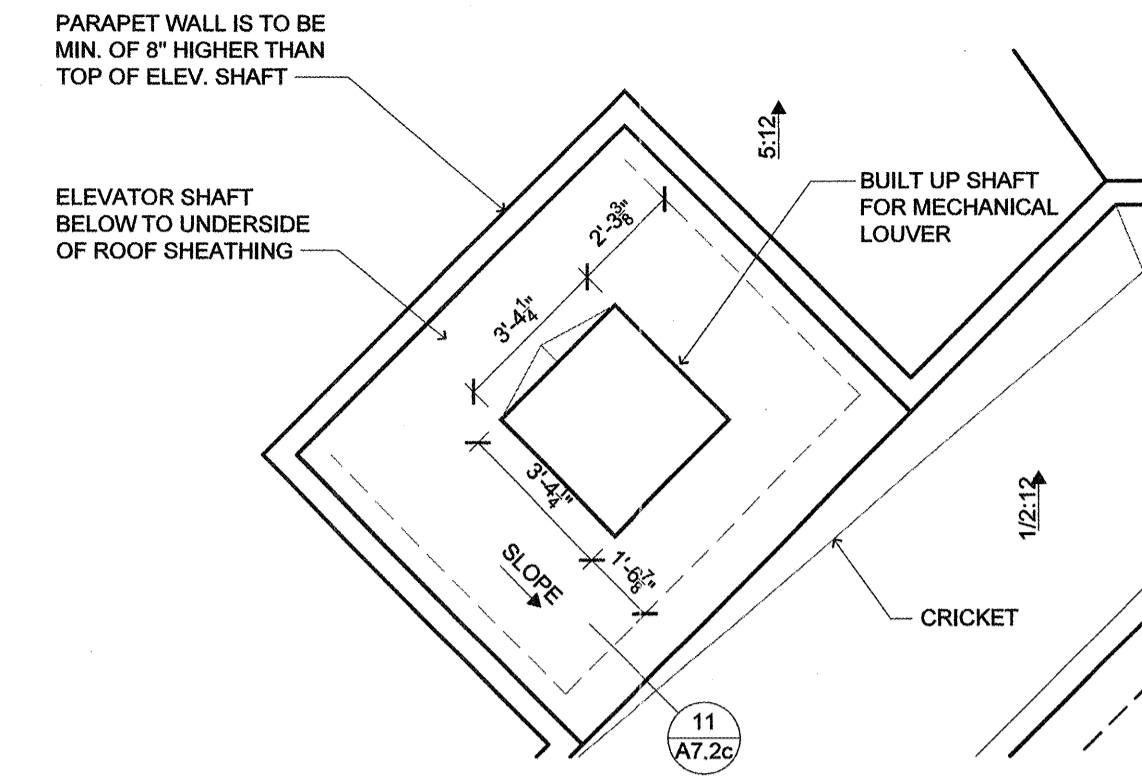 PARAPET WALL IS TO BE
MIN. OF 8" HIGHER THAN
TOP OF ELEV. SHAFT
5:12
ELEVATOR SHAFT
BELOW TO UNDERSIDE
OF ROOF SHEATHING
BUILT UP SHAFT
FOR MECHANICAL
LOUVER
2'-3 3/8"
3'-4 1/4"
3'-4 1/4"
1'-6 7/8"
SLOPE
1/2:12
CRICKET
11
A7.2c